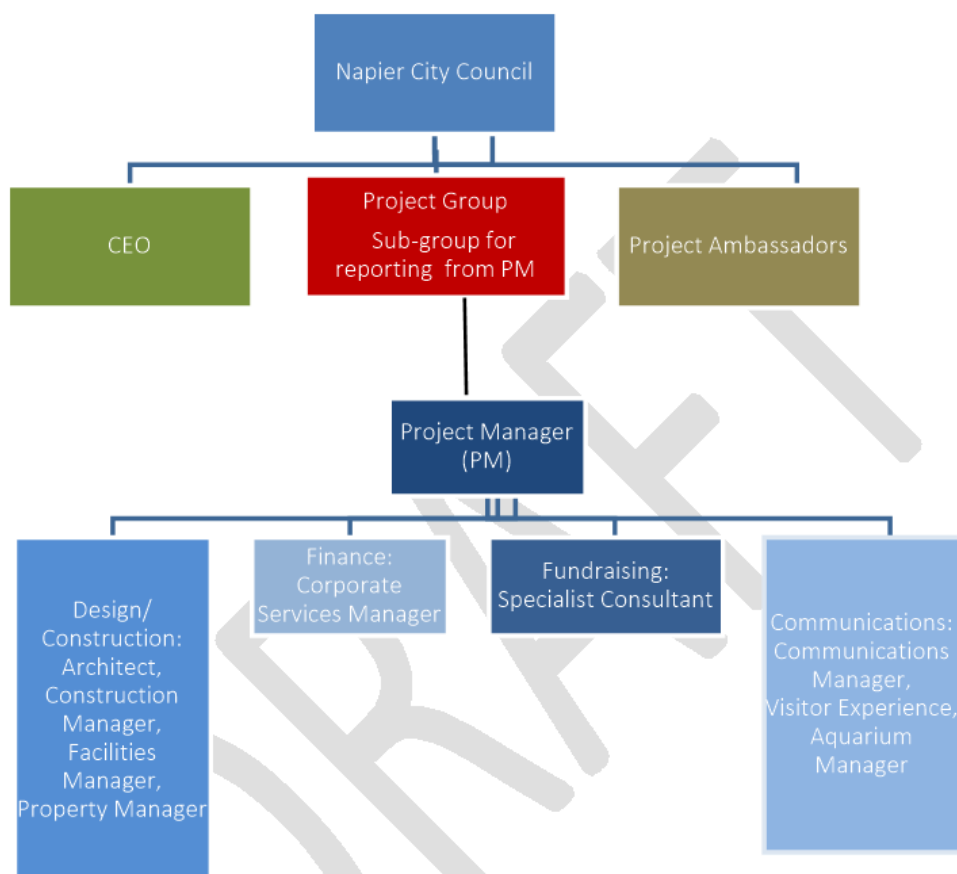 Napier City Council
CEO
Project Group
Sub-group for
reporting from PM
Project Ambassadors
Project Manager
(PM)
Design/
Construction:
Architect,
Construction
Manager,
Facilities
Manager,
Property Manager
Finance:
Corporate
Services Manager
Fundraising:
Specialist Consultant
Communications:
Communications
Manager,
Visitor Experience,
Aquarium
Manager
DRAFT